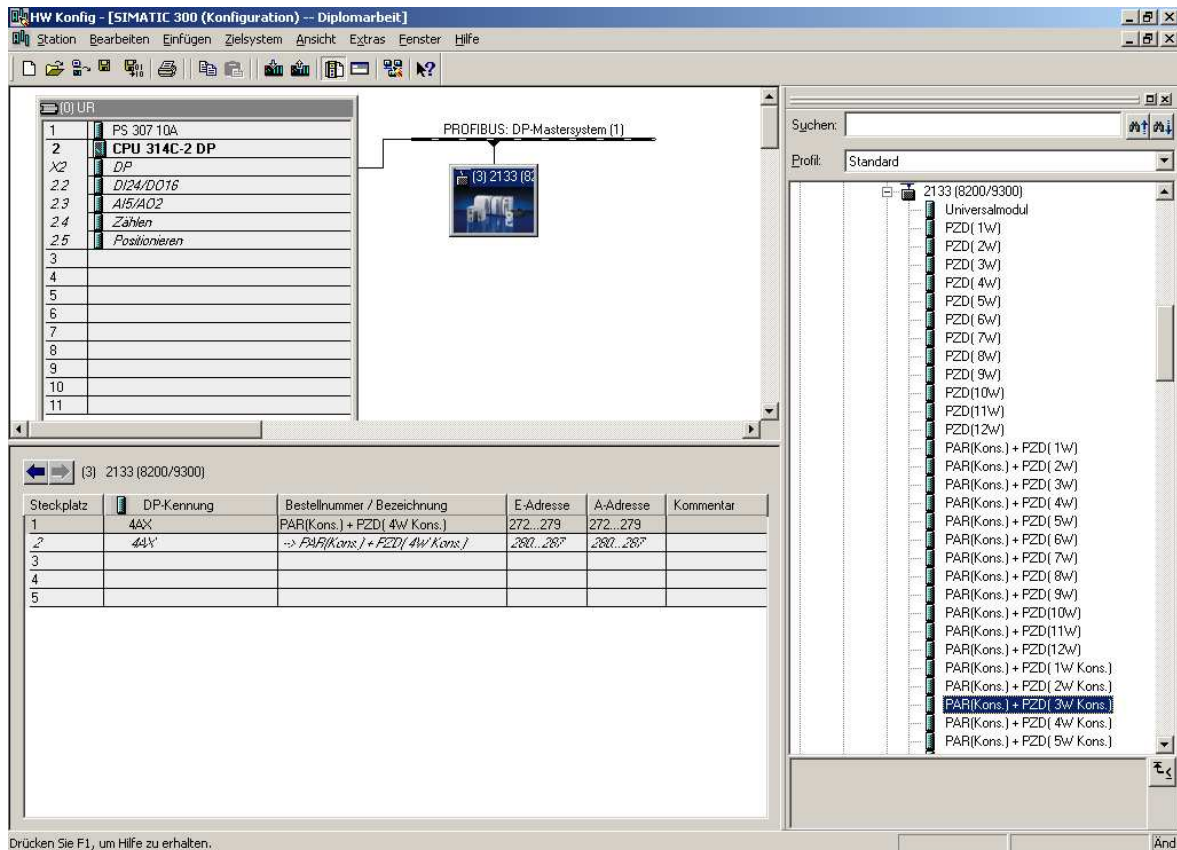 HW Konfig - [SIMATIC 300 (Konfiguration) -- Diplomarbeit]
Station Bearbeiten Einfügen Zielsystem Ansicht Extras Fenster Hilfe
(0) UR
1 PS 307 10A
2 CPU 314C-2 DP
X2 DP
2.2 DI24/DO16
2.3 AI5/AO2
2.4 Zählen
2.5 Positionieren
3
4
5
6
7
8
9
10
11
PROFIBUS: DP-Mastersystem (1)
(3) 2133 (82
(3) 2133 (8200/9300)
Steckplatz DP-Kennung Bestellnummer / Bezeichnung E-Adresse A-Adresse Kommentar
1 4AX PAR(Kons.) + PZD( 4W Kons.) 272...279 272...279
2 4AX --> PAR(Kons.) + PZD( 4W Kons.) 280...287 280...287
3
4
5
Suchen:
Profil: Standard
2133 (8200/9300)
Universalmodul
PZD( 1W)
PZD( 2W)
PZD( 3W)
PZD( 4W)
PZD( 5W)
PZD( 6W)
PZD( 7W)
PZD( 8W)
PZD( 9W)
PZD(10W)
PZD(11W)
PZD(12W)
PAR(Kons.) + PZD( 1W)
PAR(Kons.) + PZD( 2W)
PAR(Kons.) + PZD( 3W)
PAR(Kons.) + PZD( 4W)
PAR(Kons.) + PZD( 5W)
PAR(Kons.) + PZD( 6W)
PAR(Kons.) + PZD( 7W)
PAR(Kons.) + PZD( 8W)
PAR(Kons.) + PZD( 9W)
PAR(Kons.) + PZD(10W)
PAR(Kons.) + PZD(11W)
PAR(Kons.) + PZD(12W)
PAR(Kons.) + PZD( 1W Kons.)
PAR(Kons.) + PZD( 2W Kons.)
PAR(Kons.) + PZD( 3W Kons.)
PAR(Kons.) + PZD( 4W Kons.)
PAR(Kons.) + PZD( 5W Kons.)
Drücken Sie F1, um Hilfe zu erhalten.
Änd